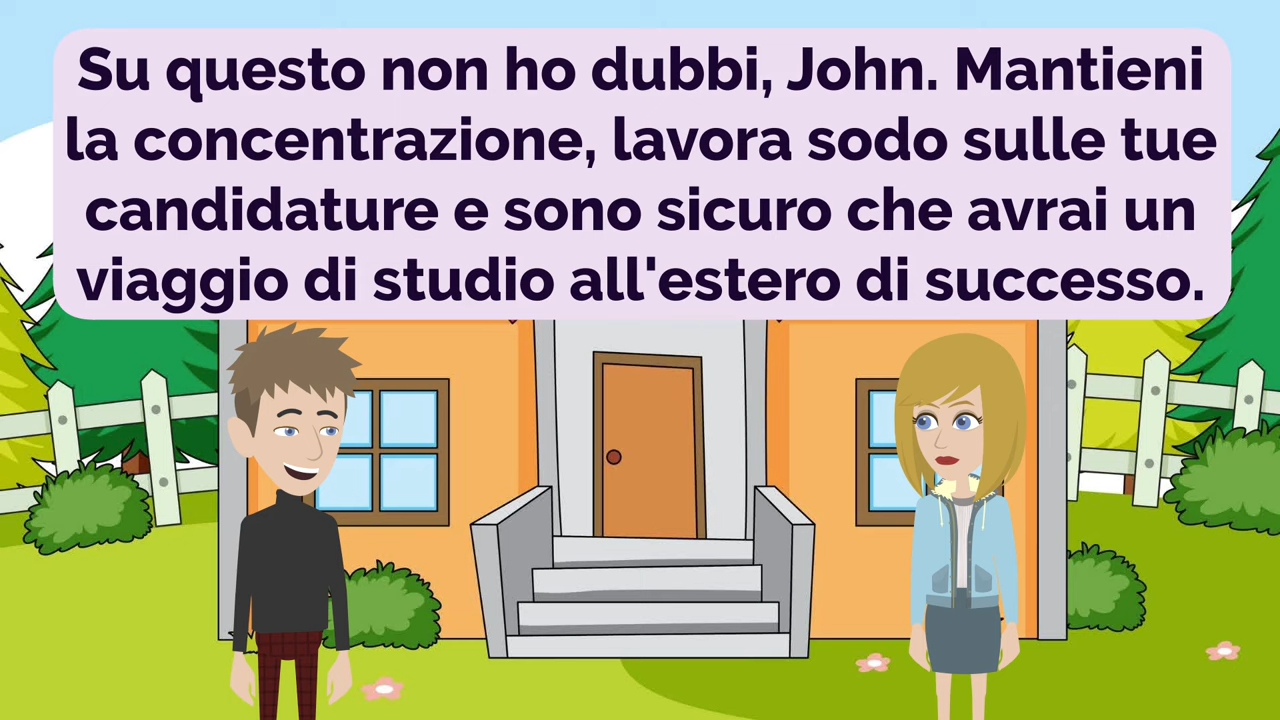 Su questo non ho dubbi, John. Mantieni
la concentrazione, lavora sodo sulle tue
candidature e sono sicuro che avrai un
viaggio di studio all'estero di successo.